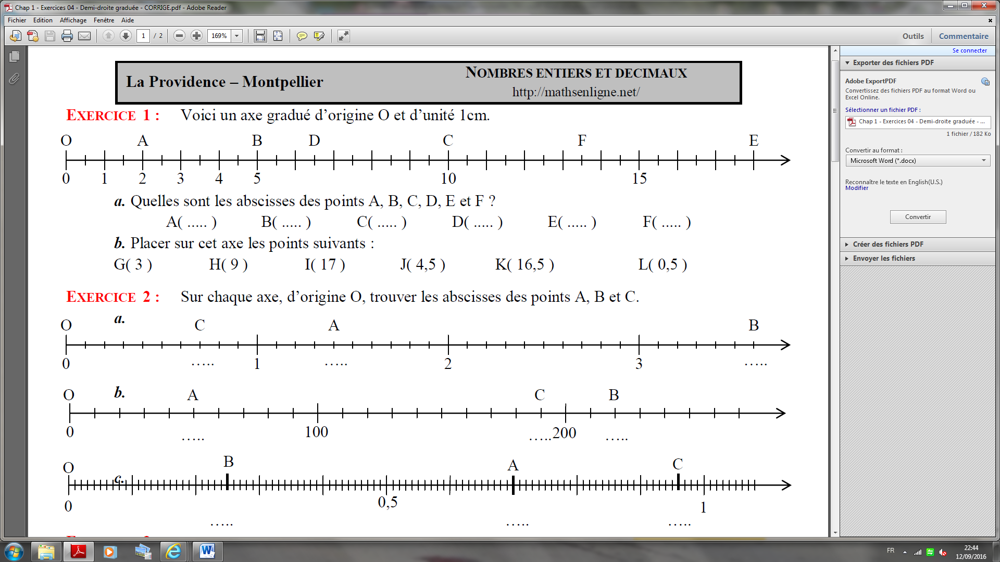 Chap 1 - Exercices 04 - Demi-droite graduée - CORRIGE.pdf - Adobe Reader
Fichier Edition Affichage Fenêtre Aide
1 / 2 169% Outils Commentaire
Se connecter
Exporter des fichiers PDF
Adobe ExportPDF
Convertissez des fichiers PDF au format Word ou
Excel Online.
Sélectionner un fichier PDF :
Chap 1 - Exercices 04 - Demi-droite graduée - ...
1 fichier / 182 Ko
Convertir au format :
Microsoft Word (*.docx)
Reconnaître le texte en English(U.S.)
Modifier
Convertir
Créer des fichiers PDF
Envoyer les fichiers
La Providence – Montpellier
NOMBRES ENTIERS ET DECIMAUX
http://mathsenligne.net/
EXERCICE 1 : Voici un axe gradué d’origine O et d’unité 1cm.
O A B D C F E
0 1 2 3 4 5 10 15
a. Quelles sont les abscisses des points A, B, C, D, E et F ?
A( ..... ) B( ..... ) C( ..... ) D( ..... ) E( ..... ) F( ..... )
b. Placer sur cet axe les points suivants :
G( 3 ) H( 9 ) I( 17 ) J( 4,5 ) K( 16,5 ) L( 0,5 )
EXERCICE 2 : Sur chaque axe, d’origine O, trouver les abscisses des points A, B et C.
a.
O C A B
0 ..... 1 ..... 2 3 .....
b.
O A C B
0 ..... 100 ..... 200 .....
c.
O B A C
0 0,5 1
..... ..... .....
FR 22:44
12/09/2016